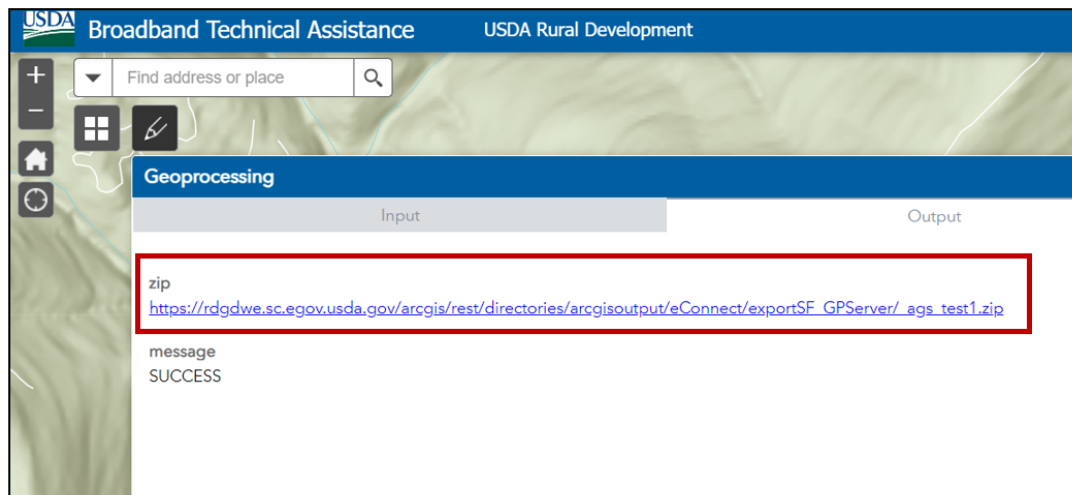 USDA Broadband Technical Assistance USDA Rural Development
+
Find address or place
−
Geoprocessing
Input Output
zip
https://rdgdwe.sc.egov.usda.gov/arcgis/rest/directories/arcgisoutput/eConnect/exportSF_GPServer/_ags_test1.zip
message
SUCCESS